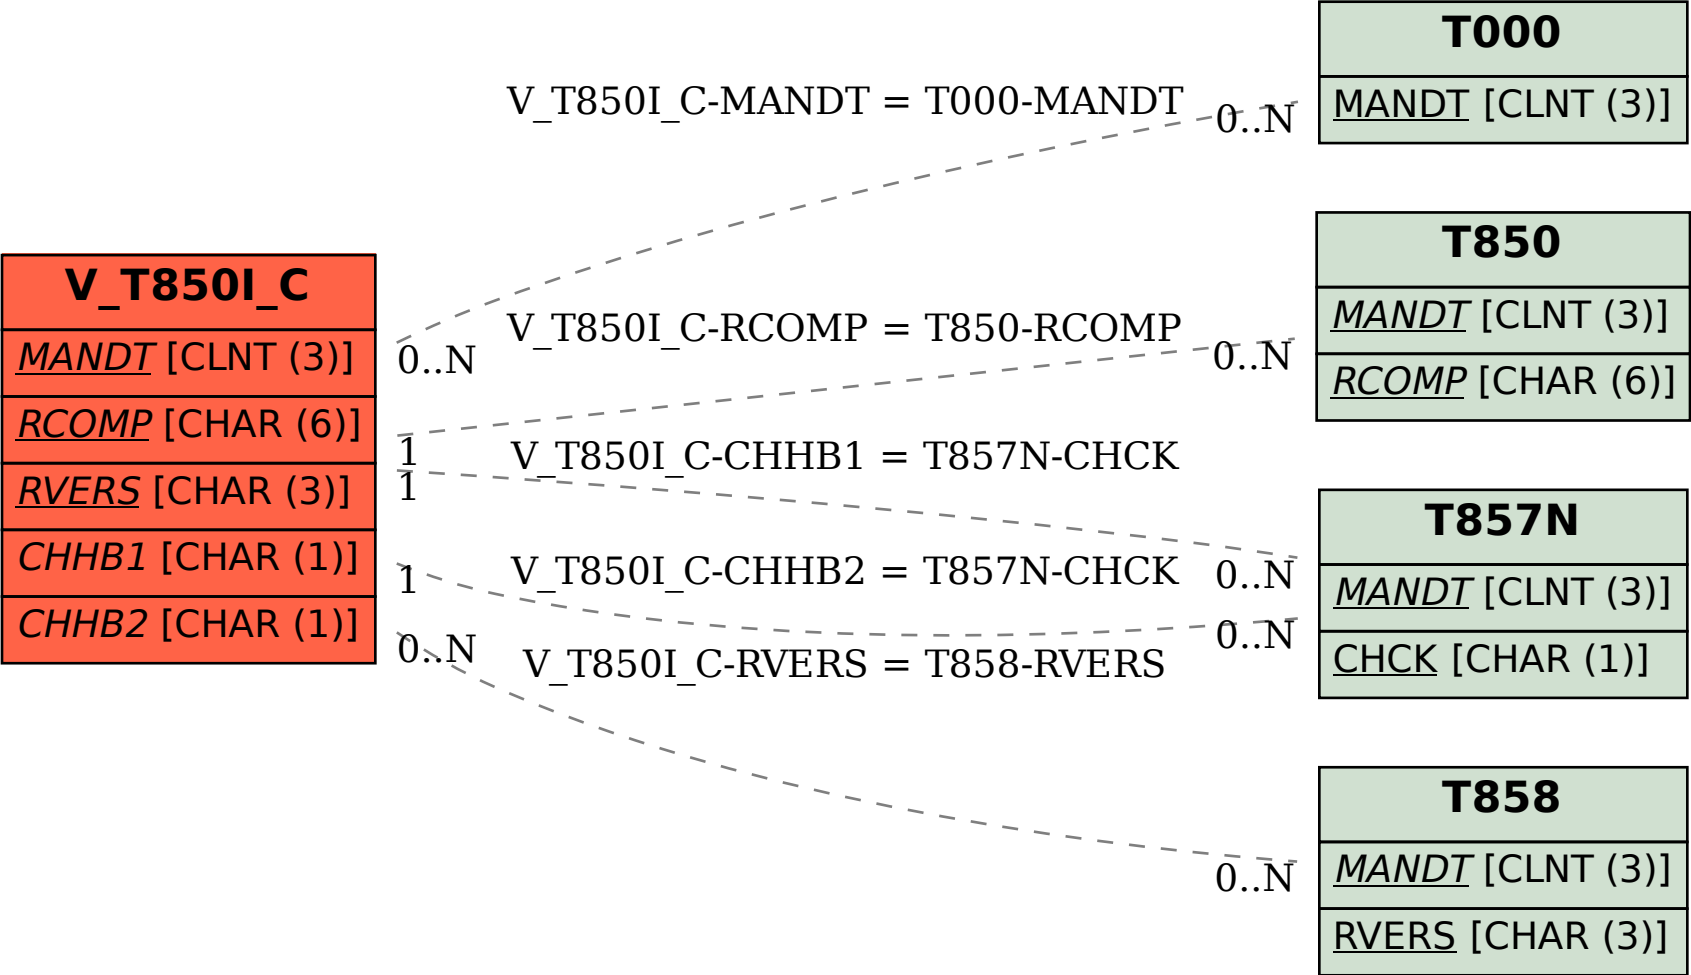 V_T850I_C
MANDT [CLNT (3)]
RCOMP [CHAR (6)]
RVERS [CHAR (3)]
CHHB1 [CHAR (1)]
CHHB2 [CHAR (1)]
V_T850I_C-MANDT = T000-MANDT
0..N
0..N
V_T850I_C-RCOMP = T850-RCOMP
1
0..N
V_T850I_C-CHHB1 = T857N-CHCK
1
0..N
V_T850I_C-CHHB2 = T857N-CHCK
1
0..N
V_T850I_C-RVERS = T858-RVERS
0..N
0..N
T000
MANDT [CLNT (3)]
T850
MANDT [CLNT (3)]
RCOMP [CHAR (6)]
T857N
MANDT [CLNT (3)]
CHCK [CHAR (1)]
T858
MANDT [CLNT (3)]
RVERS [CHAR (3)]